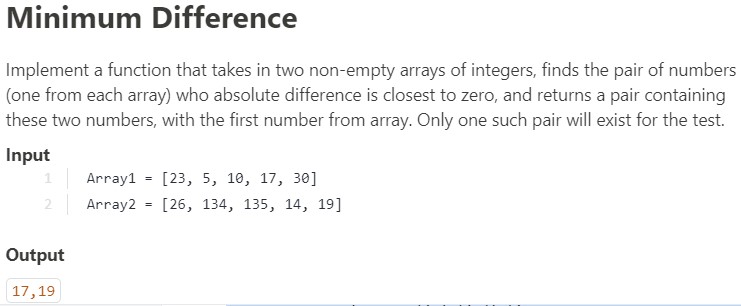 Minimum Difference
Implement a function that takes in two non-empty arrays of integers, finds the pair of numbers
(one from each array) who absolute difference is closest to zero, and returns a pair containing
these two numbers, with the first number from array. Only one such pair will exist for the test.
Input
1 Array1 = [23, 5, 10, 17, 30]
2 Array2 = [26, 134, 135, 14, 19]
Output
17,19